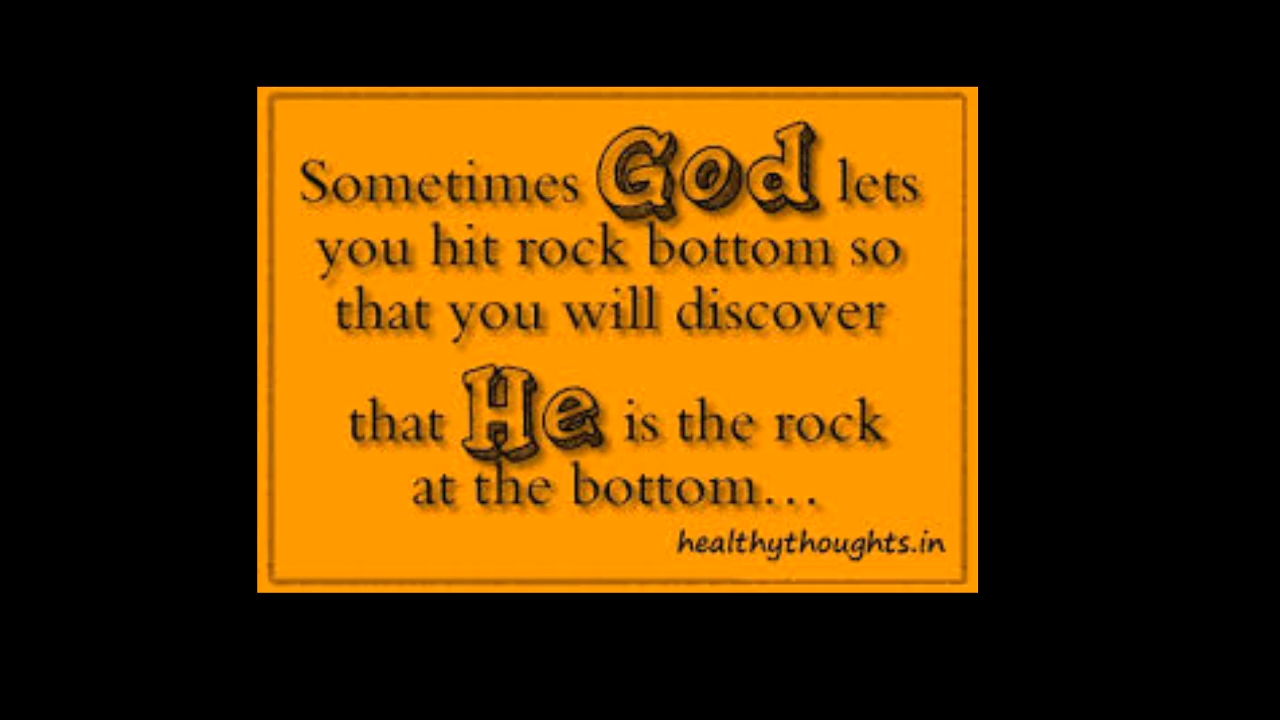 Sometimes God lets
you hit rock bottom so
that you will discover
that He is the rock
at the bottom...
healthythoughts.in